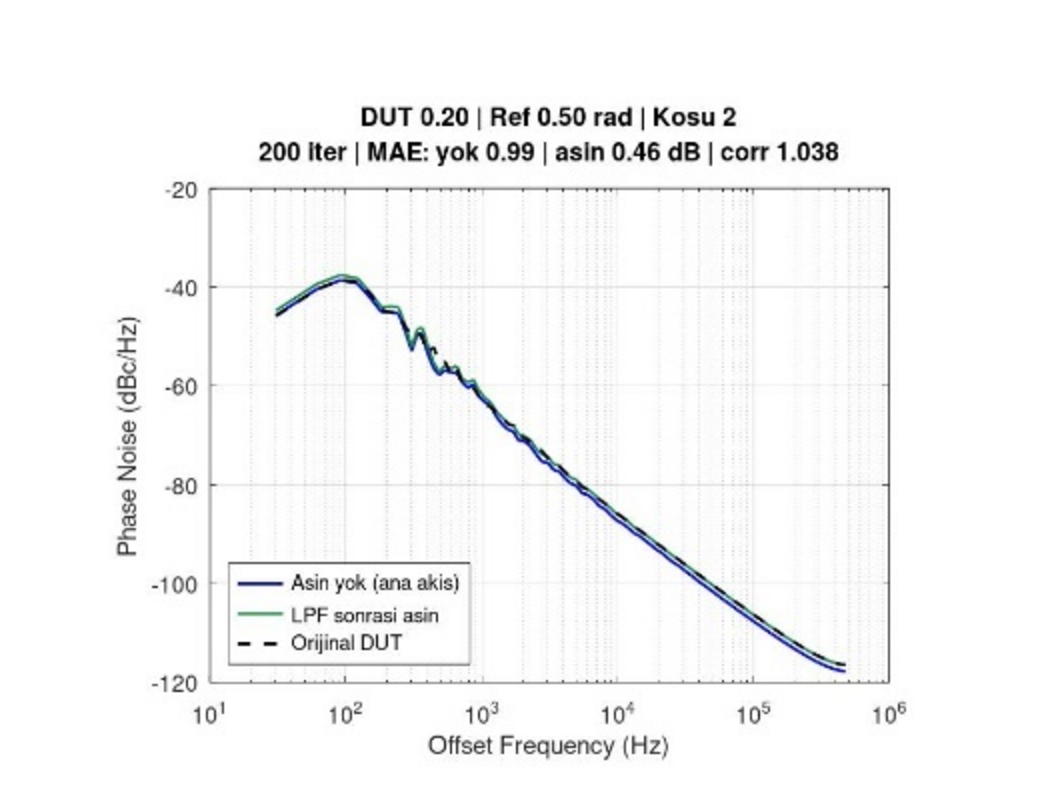 DUT 0.20 | Ref 0.50 rad | Kosu 2
200 iter | MAE: yok 0.99 | asin 0.46 dB | corr 1.038
-20
-40
-60
-80
-100
-120
Phase Noise (dBc/Hz)
Asin yok (ana akis)
LPF sonrasi asin
Orijinal DUT
10¹
10²
10³
10⁴
10⁵
10⁶
Offset Frequency (Hz)